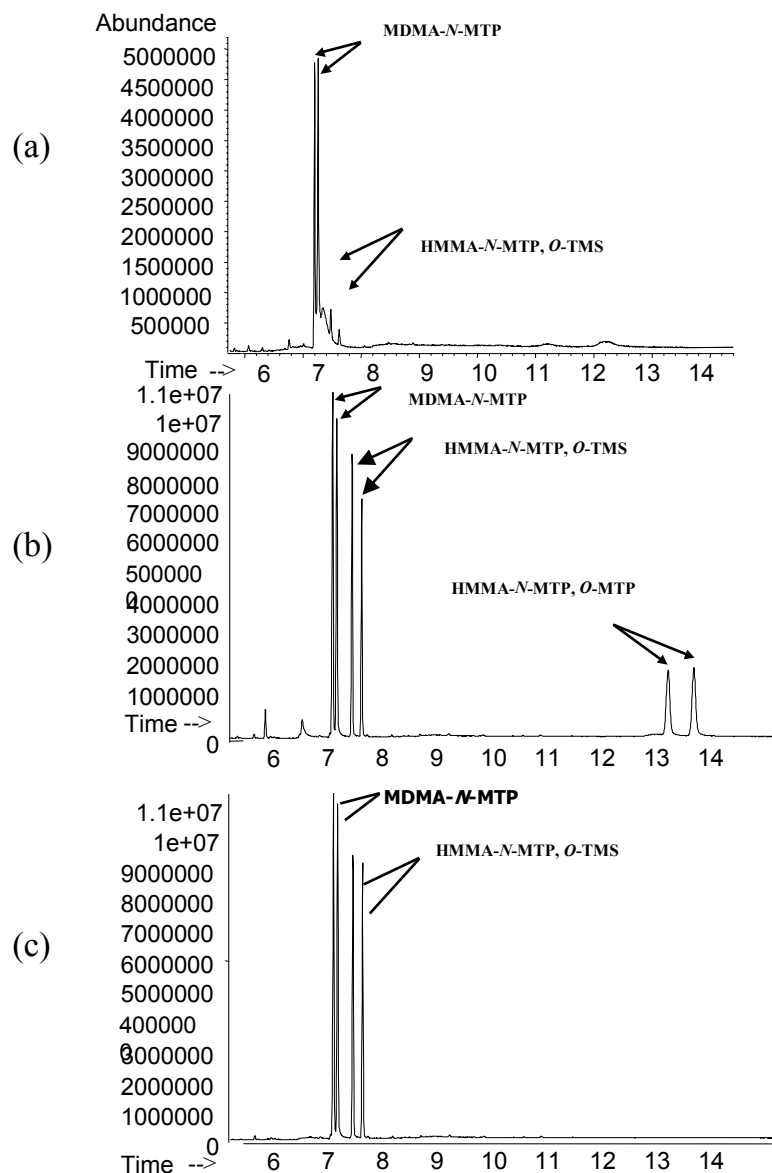 Abundance
MDMA-N-MTP
5000000
4500000
4000000
(a)
3500000
3000000
2500000
2000000
HMMA-N-MTP, O-TMS
1500000
1000000
500000
Time -->
6 7 8 9 10 11 12 13 14
1.1e+07
MDMA-N-MTP
1e+07
9000000
HMMA-N-MTP, O-TMS
8000000
7000000
(b)
6000000
500000
0
HMMA-N-MTP, O-MTP
4000000
3000000
2000000
1000000
Time -->
0
6 7 8 9 10 11 12 13 14
MDMA-N-MTP
1.1e+07
1e+07
HMMA-N-MTP, O-TMS
9000000
8000000
7000000
(c)
6000000
5000000
400000
0
3000000
2000000
1000000
0
Time -->
6 7 8 9 10 11 12 13 14